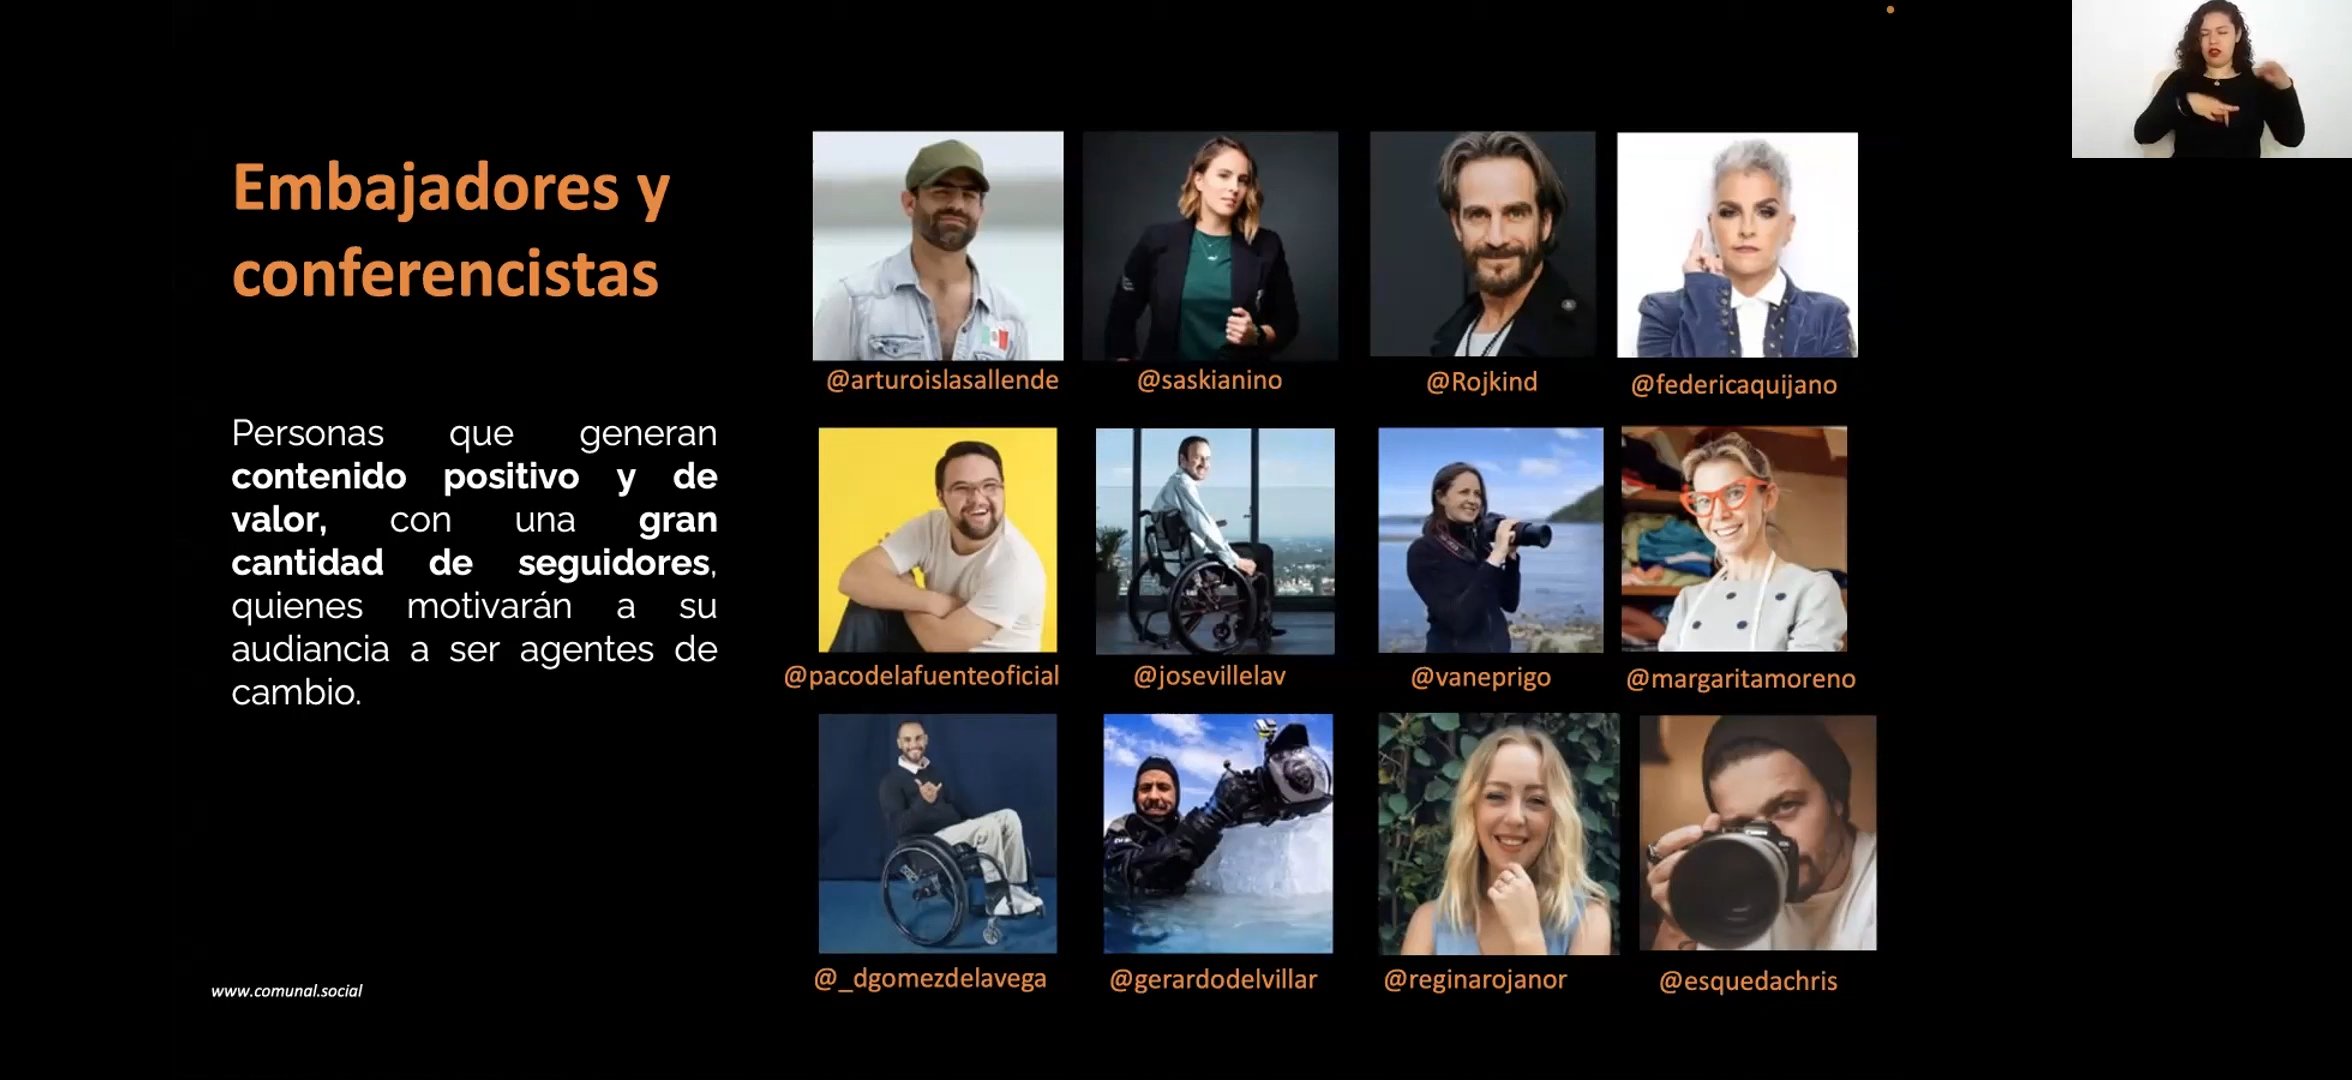 Embajadores y
conferencistas
Personas que generan
contenido positivo y de
valor, con una gran
cantidad de seguidores,
quienes motivarán a su
audiancia a ser agentes de
cambio.
@arturoislasallende @saskianino @Rojkind @federicaquijano
@pacodelafuenteoficial @josevillelav @vaneprigo @margaritamoreno
@_dgomezdelavega @gerardodelvillar @reginarojanor @esquedachris
www.comunal.social